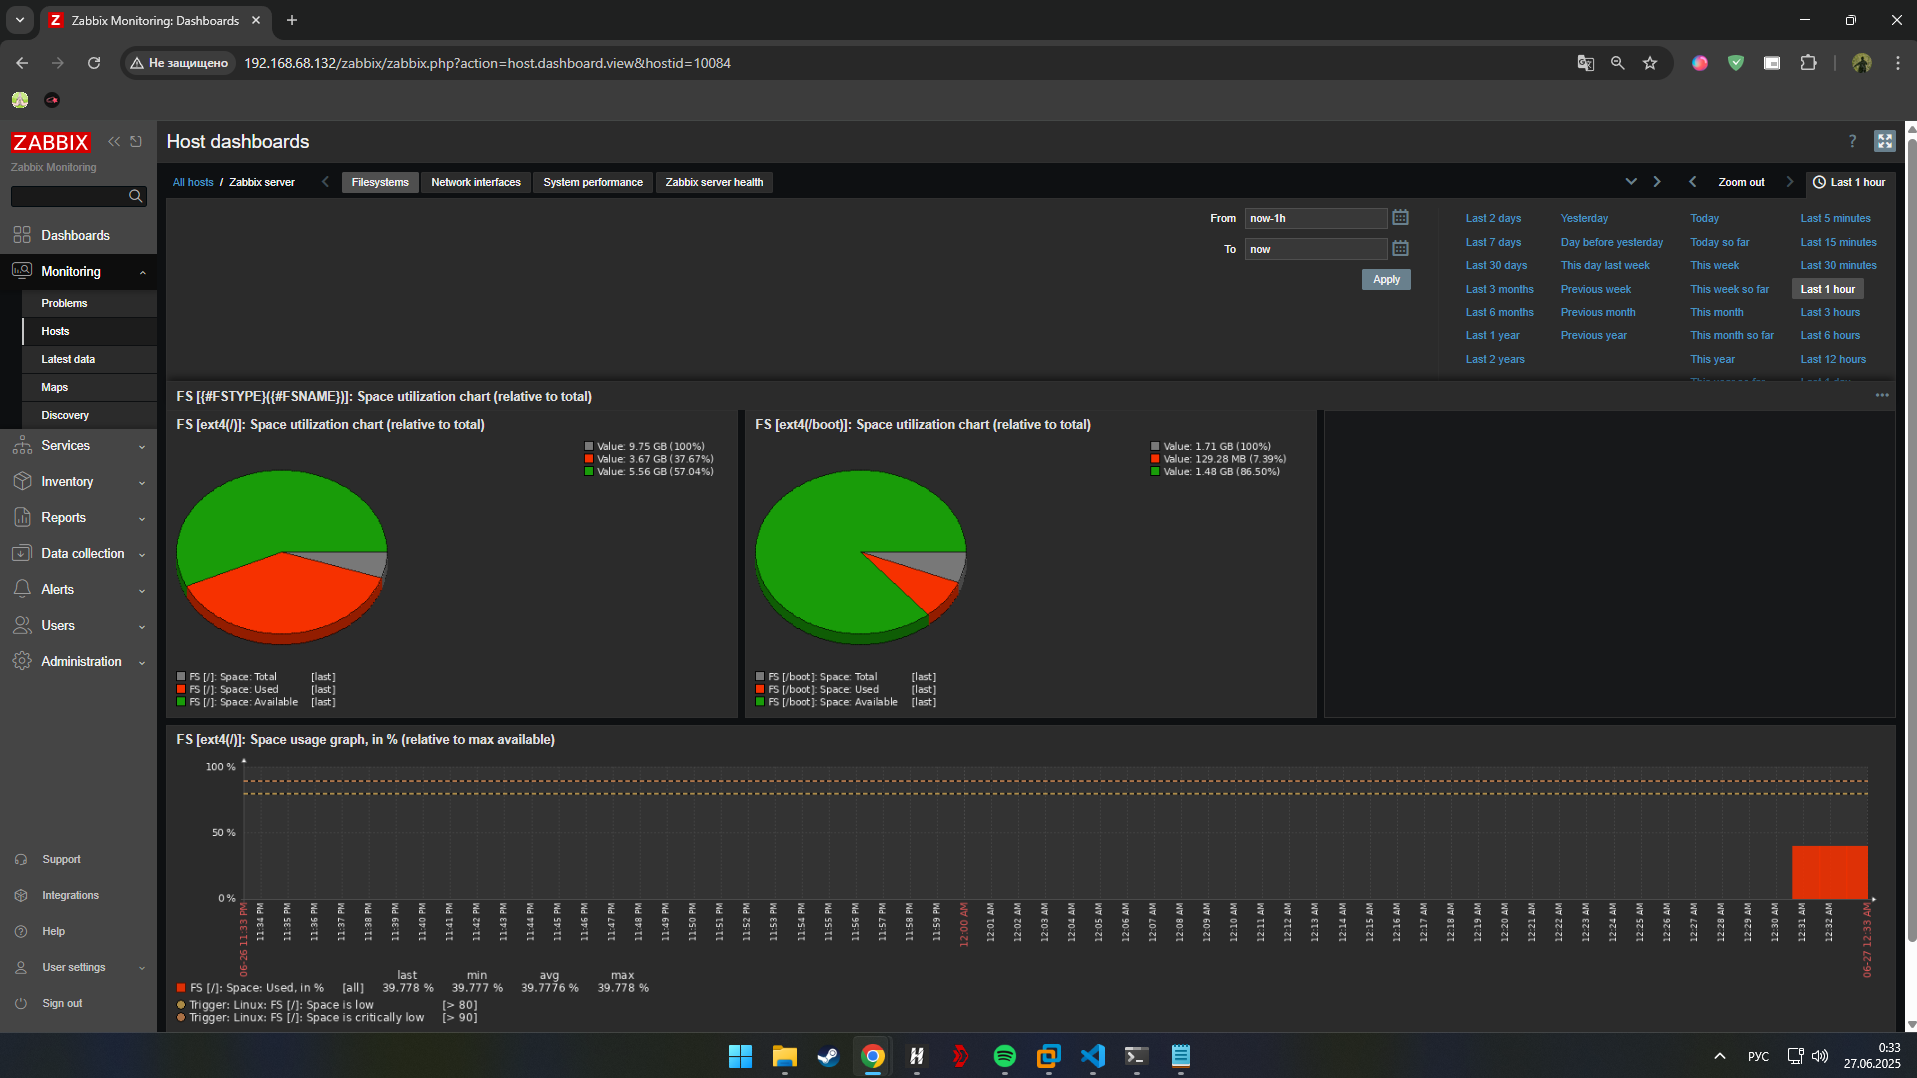 Zabbix Monitoring: Dashboards
Не защищено
192.168.68.132/zabbix/zabbix.php?action=host.dashboard.view&hostid=10084
ZABBIX
Zabbix Monitoring
Dashboards
Monitoring
Problems
Hosts
Latest data
Maps
Discovery
Services
Inventory
Reports
Data collection
Alerts
Users
Administration
Support
Integrations
Help
User settings
Sign out
Host dashboards
?
All hosts / Zabbix server
Filesystems
Network interfaces
System performance
Zabbix server health
Zoom out
Last 1 hour
From now-1h
To now
Apply
Last 2 days Yesterday Today Last 5 minutes
Last 7 days Day before yesterday Today so far Last 15 minutes
Last 30 days This day last week This week Last 30 minutes
Last 3 months Previous week This week so far Last 1 hour
Last 6 months Previous month This month Last 3 hours
Last 1 year Previous year This month so far Last 6 hours
Last 2 years This year Last 12 hours
This year so far Last 1 day
FS [{#FSTYPE}({#FSNAME})]: Space utilization chart (relative to total)
FS [ext4(/)]: Space utilization chart (relative to total)
Value: 9.75 GB (100%)
Value: 3.67 GB (37.67%)
Value: 5.56 GB (57.04%)
FS [/]: Space: Total [last]
FS [/]: Space: Used [last]
FS [/]: Space: Available [last]
FS [ext4(/boot)]: Space utilization chart (relative to total)
Value: 1.71 GB (100%)
Value: 129.28 MB (7.39%)
Value: 1.48 GB (86.50%)
FS [/boot]: Space: Total [last]
FS [/boot]: Space: Used [last]
FS [/boot]: Space: Available [last]
FS [ext4(/)]: Space usage graph, in % (relative to max available)
100 %
50 %
0 %
06-26 11:33 PM
11:34 PM
11:35 PM
11:36 PM
11:37 PM
11:38 PM
11:39 PM
11:40 PM
11:41 PM
11:42 PM
11:43 PM
11:44 PM
11:45 PM
11:46 PM
11:47 PM
11:48 PM
11:49 PM
11:50 PM
11:51 PM
11:52 PM
11:53 PM
11:54 PM
11:55 PM
11:56 PM
11:57 PM
11:58 PM
11:59 PM
12:00 AM
12:01 AM
12:02 AM
12:03 AM
12:04 AM
12:05 AM
12:06 AM
12:07 AM
12:08 AM
12:09 AM
12:10 AM
12:11 AM
12:12 AM
12:13 AM
12:14 AM
12:15 AM
12:16 AM
12:17 AM
12:18 AM
12:19 AM
12:20 AM
12:21 AM
12:22 AM
12:23 AM
12:24 AM
12:25 AM
12:26 AM
12:27 AM
12:28 AM
12:29 AM
12:30 AM
12:31 AM
12:32 AM
06-27 12:33 AM
last min avg max
FS [/]: Space: Used, in % [all] 39.778 % 39.777 % 39.7776 % 39.778 %
Trigger: Linux: FS [/]: Space is low [> 80]
Trigger: Linux: FS [/]: Space is critically low [> 90]
РУС
0:33
27.06.2025